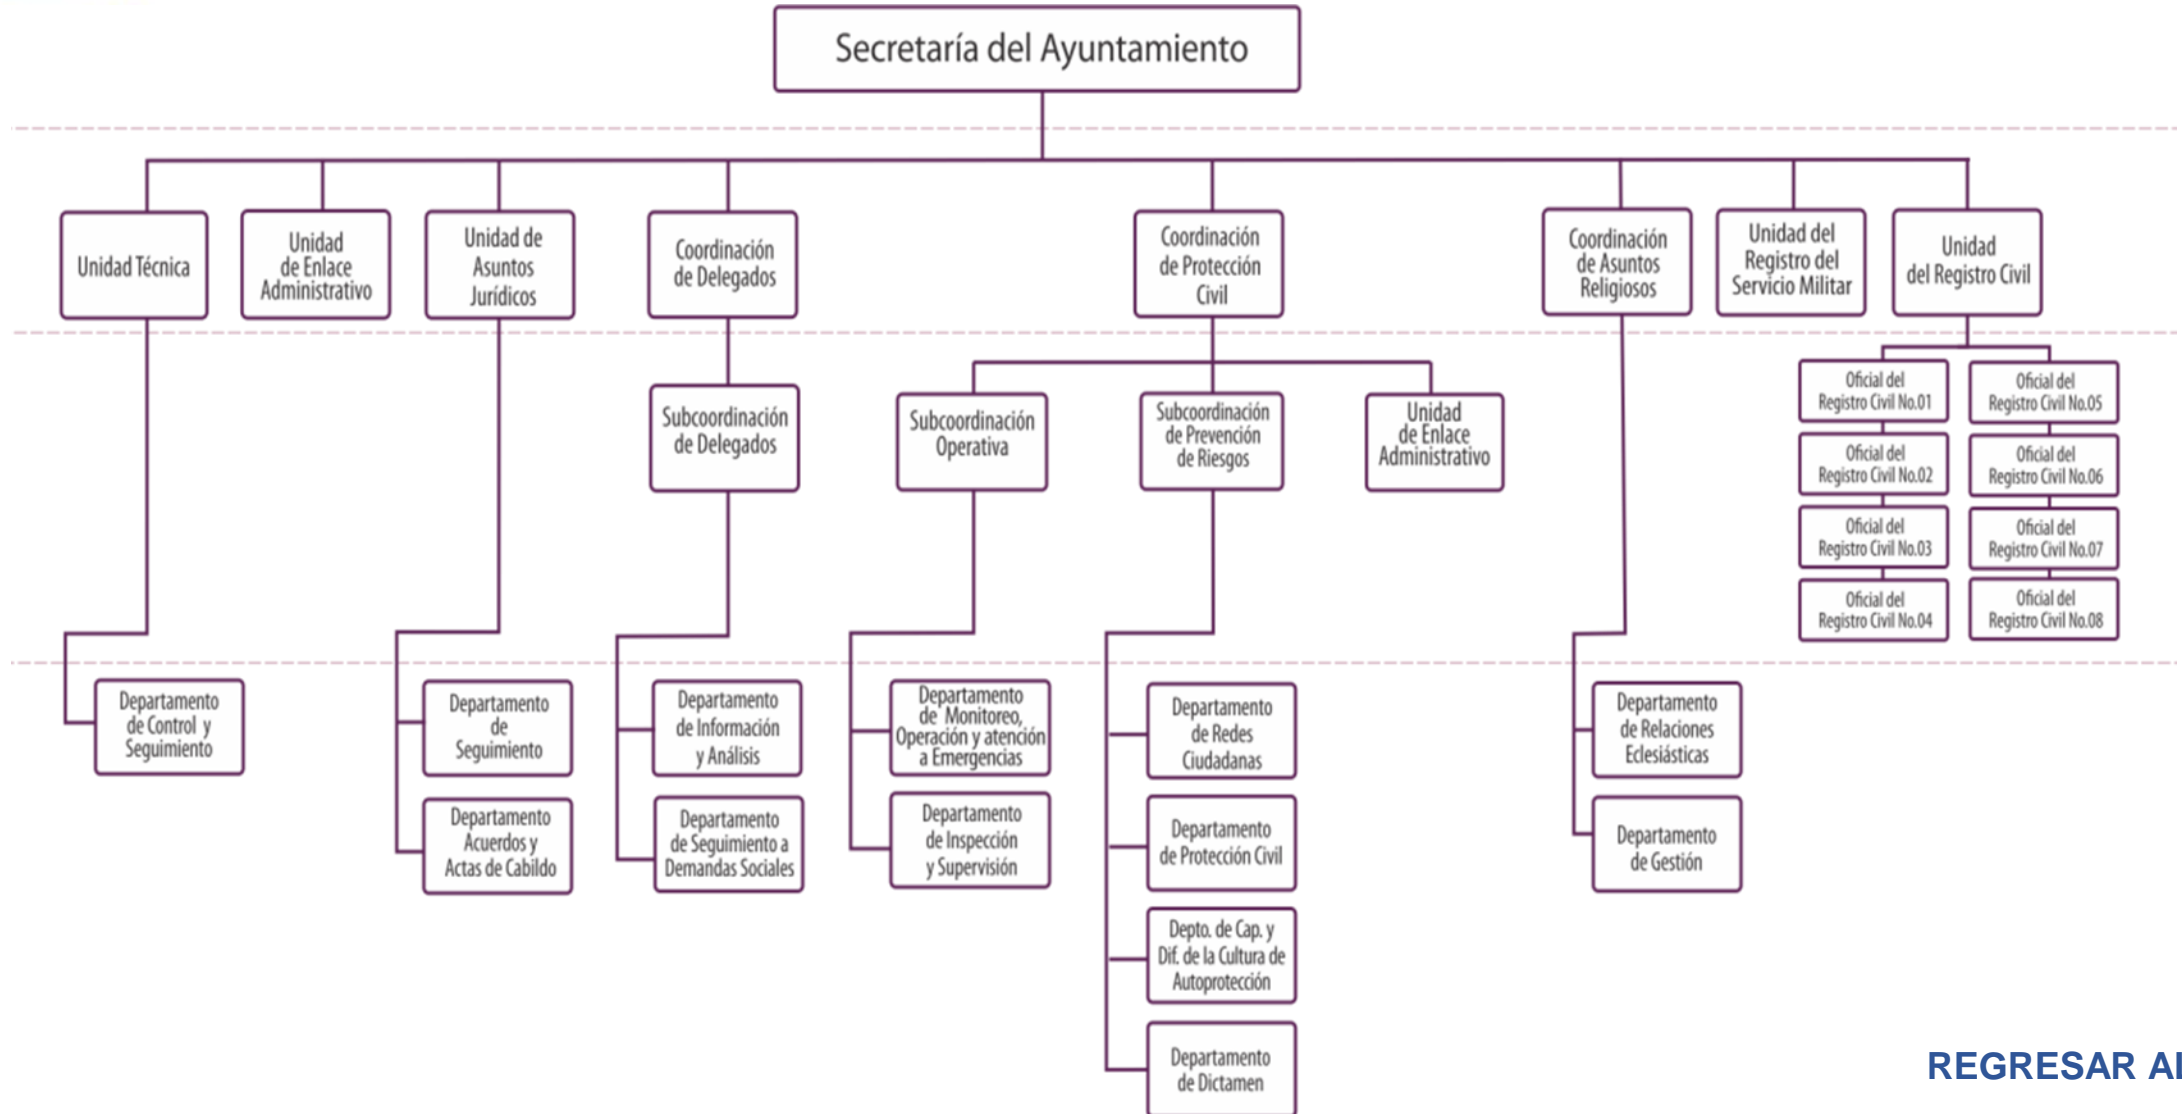 Secretaría del Ayuntamiento
Unidad Técnica
Unidad
de Enlace
Administrativo
Unidad de
Asuntos
Jurídicos
Coordinación
de Delegados
Coordinación
de Protección
Civil
Coordinación
de Asuntos
Religiosos
Unidad del
Registro del
Servicio Militar
Unidad
del Registro Civil
Subcoordinación
de Delegados
Subcoordinación
Operativa
Subcoordinación
de Prevención
de Riesgos
Unidad
de Enlace
Administrativo
Oficial del
Registro Civil No.01
Oficial del
Registro Civil No.05
Oficial del
Registro Civil No.02
Oficial del
Registro Civil No.06
Oficial del
Registro Civil No.03
Oficial del
Registro Civil No.07
Oficial del
Registro Civil No.04
Oficial del
Registro Civil No.08
Departamento
de Control y
Seguimiento
Departamento
de
Seguimiento
Departamento
de Información
y Análisis
Departamento
de Monitoreo,
Operación y atención
a Emergencias
Departamento
de Redes
Ciudadanas
Departamento
de Relaciones
Eclesiásticas
Departamento
Acuerdos y
Actas de Cabildo
Departamento
de Seguimiento a
Demandas Sociales
Departamento
de Inspección
y Supervisión
Departamento
de Protección Civil
Departamento
de Gestión
Depto. de Cap. y
Dif. de la Cultura de
Autoprotección
Departamento
de Dictamen
REGRESAR AL